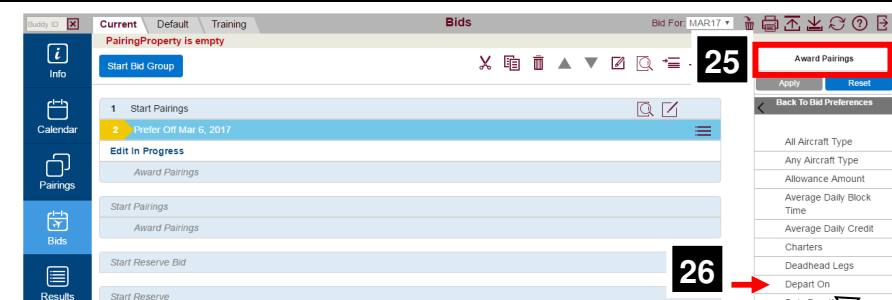 Buddy ID
Current Default Training Bids Bid For: MAR17
PairingProperty is empty
Info
Start Bid Group
25
Award Pairings
Apply Reset
Back To Bid Preferences
1 Start Pairings
Calendar
2 Prefer Off Mar 6, 2017
Edit In Progress
All Aircraft Type
Award Pairings
Any Aircraft Type
Pairings
Allowance Amount
Start Pairings
Average Daily Block
Time
Award Pairings
Average Daily Credit
Bids
Charters
Start Reserve Bid
26
Deadhead Legs
Depart On
Results
Start Reserve